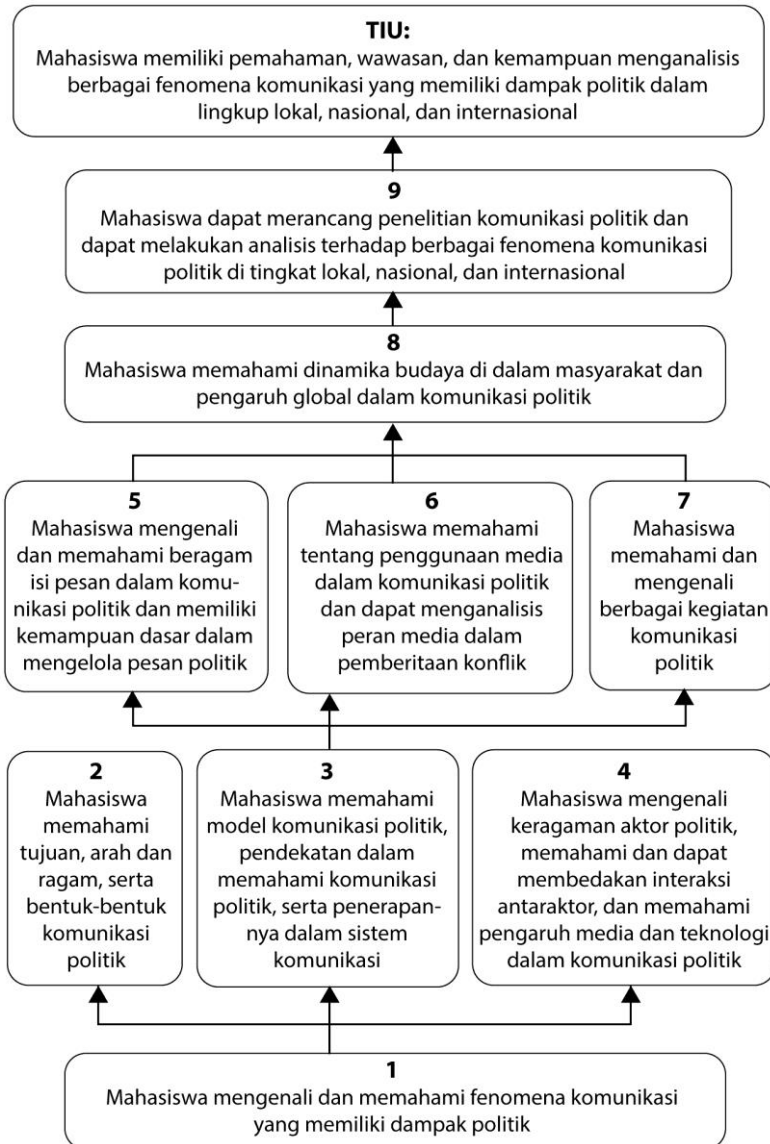 TIU:
Mahasiswa memiliki pemahaman, wawasan, dan kemampuan menganalisis
berbagai fenomena komunikasi yang memiliki dampak politik dalam
lingkup lokal, nasional, dan internasional
9
Mahasiswa dapat merancang penelitian komunikasi politik dan
dapat melakukan analisis terhadap berbagai fenomena komunikasi
politik di tingkat lokal, nasional, dan internasional
8
Mahasiswa memahami dinamika budaya di dalam masyarakat dan
pengaruh global dalam komunikasi politik
5
Mahasiswa mengenali
dan memahami beragam
isi pesan dalam komu-
nikasi politik dan memiliki
kemampuan dasar dalam
mengelola pesan politik
6
Mahasiswa memahami
tentang penggunaan media
dalam komunikasi politik
dan dapat menganalisis
peran media dalam
pemberitaan konflik
7
Mahasiswa
memahami dan
mengenali
berbagai kegiatan
komunikasi
politik
2
Mahasiswa
memahami
tujuan, arah dan
ragam, serta
bentuk-bentuk
komunikasi
politik
3
Mahasiswa memahami
model komunikasi politik,
pendekatan dalam
memahami komunikasi
politik, serta penerapan-
nya dalam sistem
komunikasi
4
Mahasiswa mengenali
keragaman aktor politik,
memahami dan dapat
membedakan interaksi
antaraktor, dan memahami
pengaruh media dan teknologi
dalam komunikasi politik
1
Mahasiswa mengenali dan memahami fenomena komunikasi
yang memiliki dampak politik